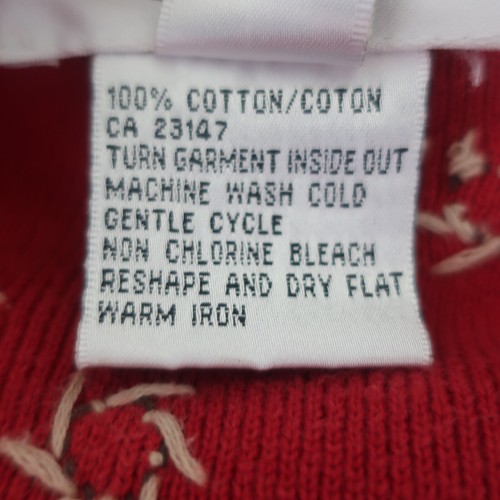 100% COTTON/COTON
CA 23147
TURN GARMENT INSIDE OUT
MACHINE WASH COLD
GENTLE CYCLE
NON CHLORINE BLEACH
RESHAPE AND DRY FLAT
WARM IRON